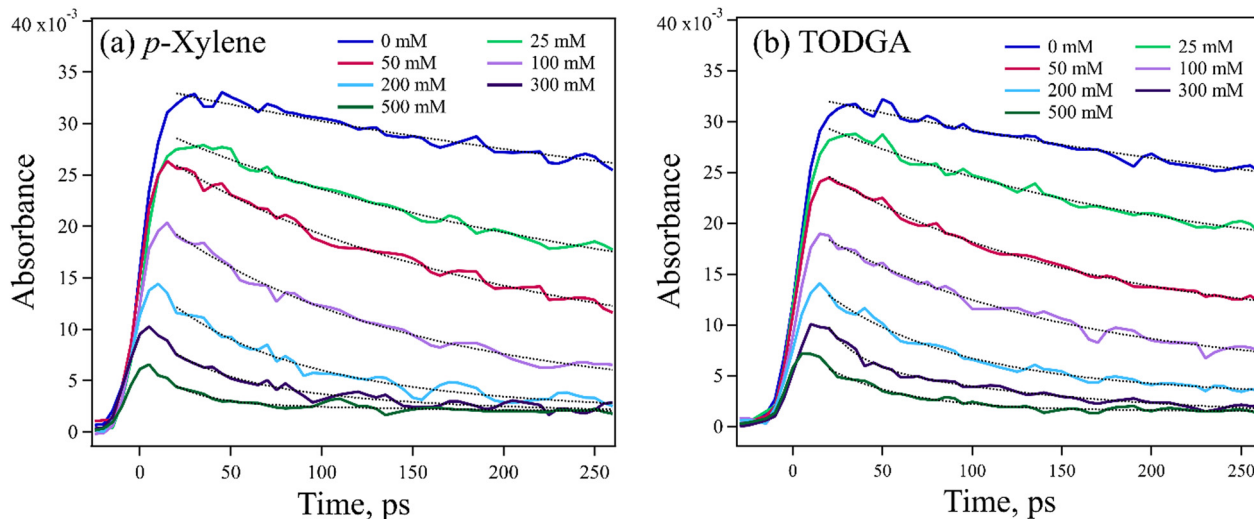 40 x10⁻³
(a) p-Xylene
0 mM
25 mM
50 mM
100 mM
200 mM
300 mM
500 mM
35
30
25
20
15
10
5
0
Absorbance
0
50
100
150
200
250
Time, ps
40 x10⁻³
(b) TODGA
0 mM
25 mM
50 mM
100 mM
200 mM
300 mM
500 mM
35
30
25
20
15
10
5
0
Absorbance
0
50
100
150
200
250
Time, ps